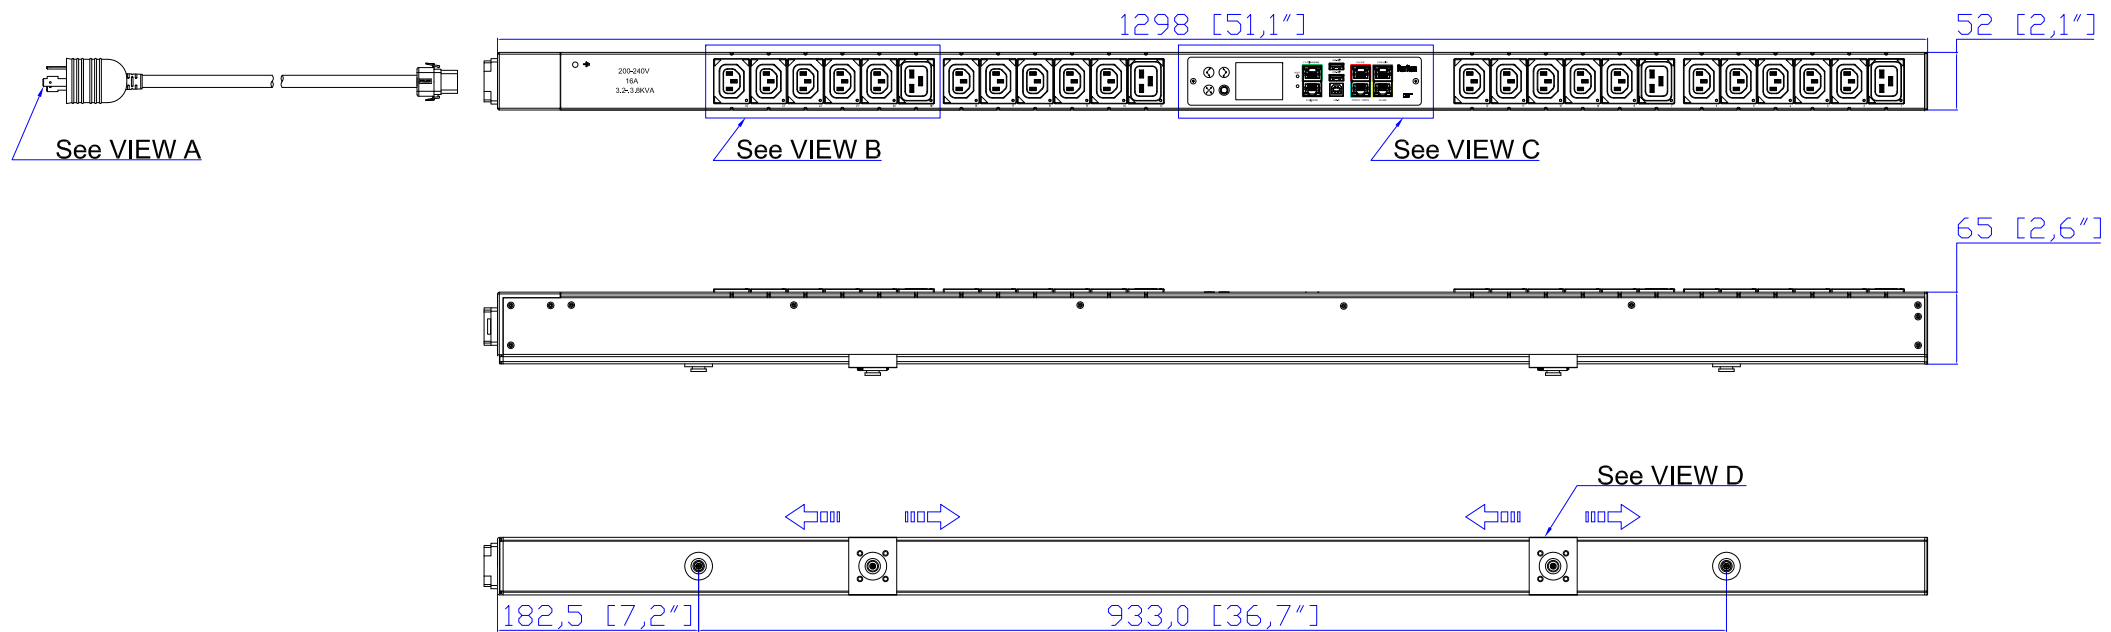 1298 [51,1"]
52 [2,1"]
200-240V
16A
3.2-3.8KVA
Raritan
See VIEW A
See VIEW B
See VIEW C
65 [2,6"]
See VIEW D
182,5 [7,2"]
933,0 [36,7"]